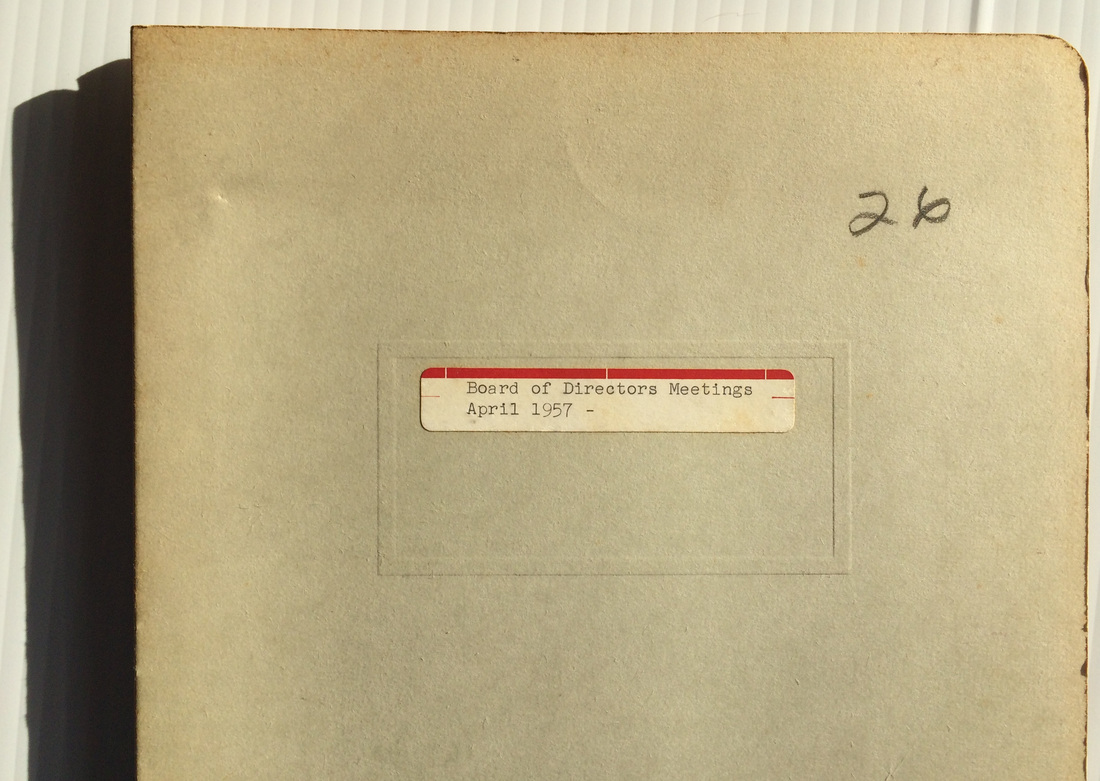 26
Board of Directors Meetings
April 1957 -